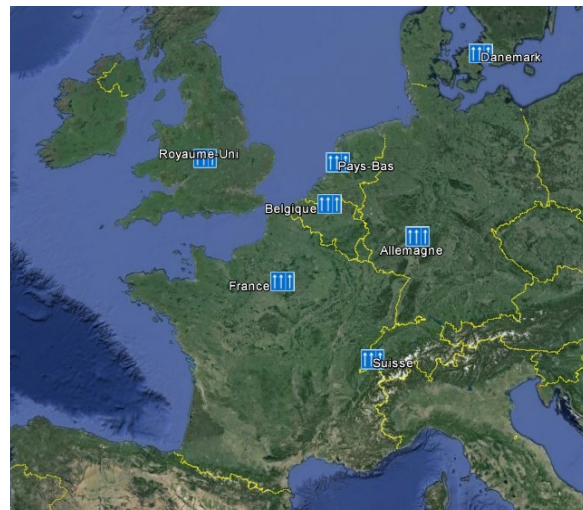 Danemark
Royaume-Uni
Pays-Bas
Belgique
Allemagne
France
Suisse